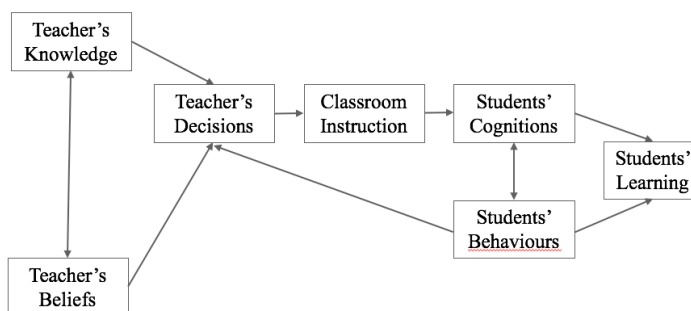 Teacher's
Knowledge
Teacher's
Decisions
Classroom
Instruction
Students'
Cognitions
Students'
Learning
Students'
Behaviours
Teacher's
Beliefs